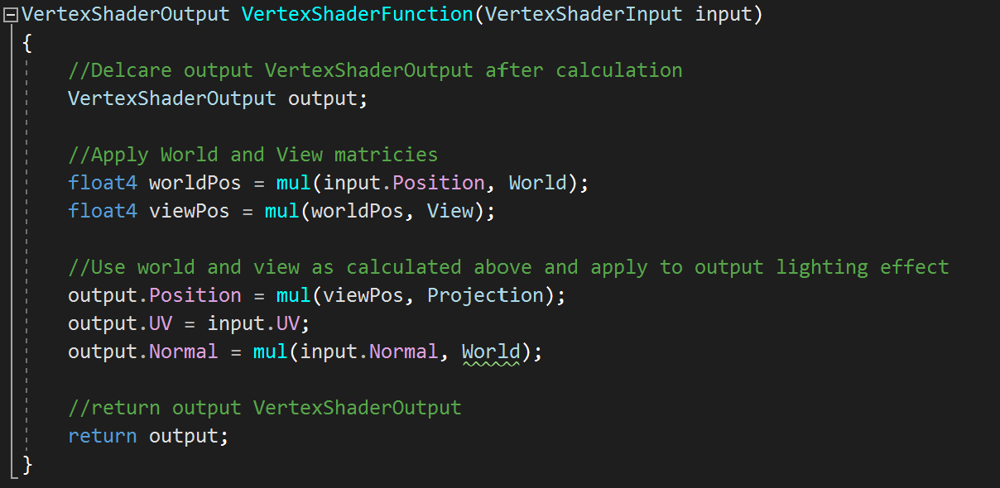 VertexShaderOutput VertexShaderFunction(VertexShaderInput input)
{
//Delcare output VertexShaderOutput after calculation
VertexShaderOutput output;
//Apply World and View matricies
float4 worldPos = mul(input.Position, World);
float4 viewPos = mul(worldPos, View);
//Use world and view as calculated above and apply to output lighting effect
output.Position = mul(viewPos, Projection);
output.UV = input.UV;
output.Normal = mul(input.Normal, World);
//return output VertexShaderOutput
return output;
}